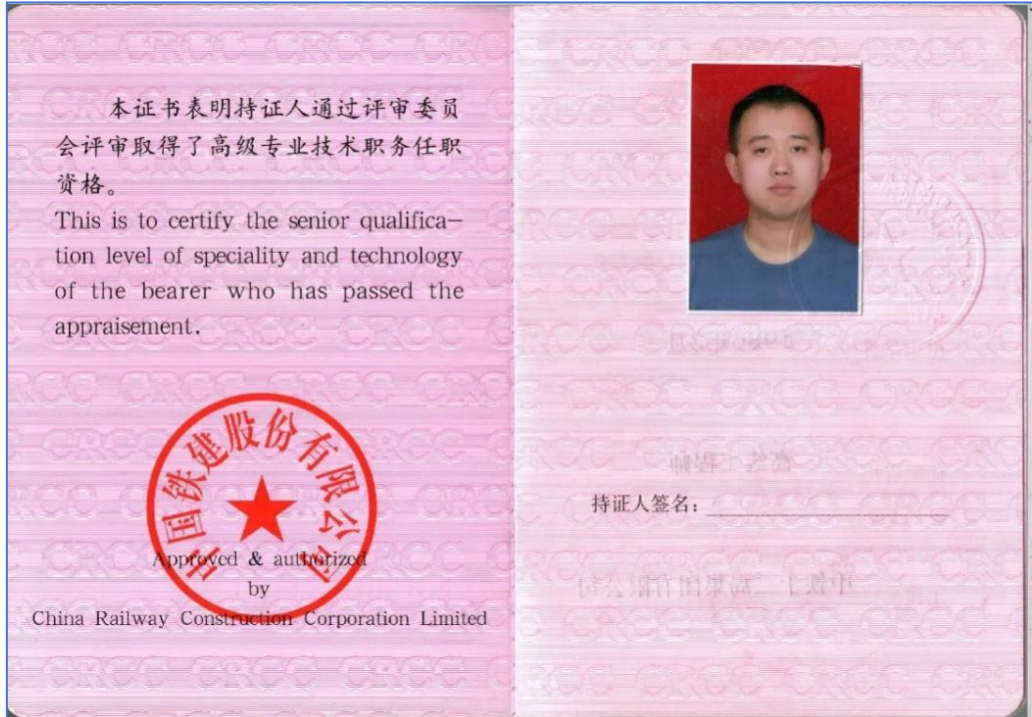 本证书表明持证人通过评审委员
会评审取得了高级专业技术职务任职
资格。
This is to certify the senior qualifica-
tion level of speciality and technology
of the bearer who has passed the
appraisement.
中国铁建股份有限公司
Approved & authorized
by
China Railway Construction Corporation Limited
CRCC
持证人签名：